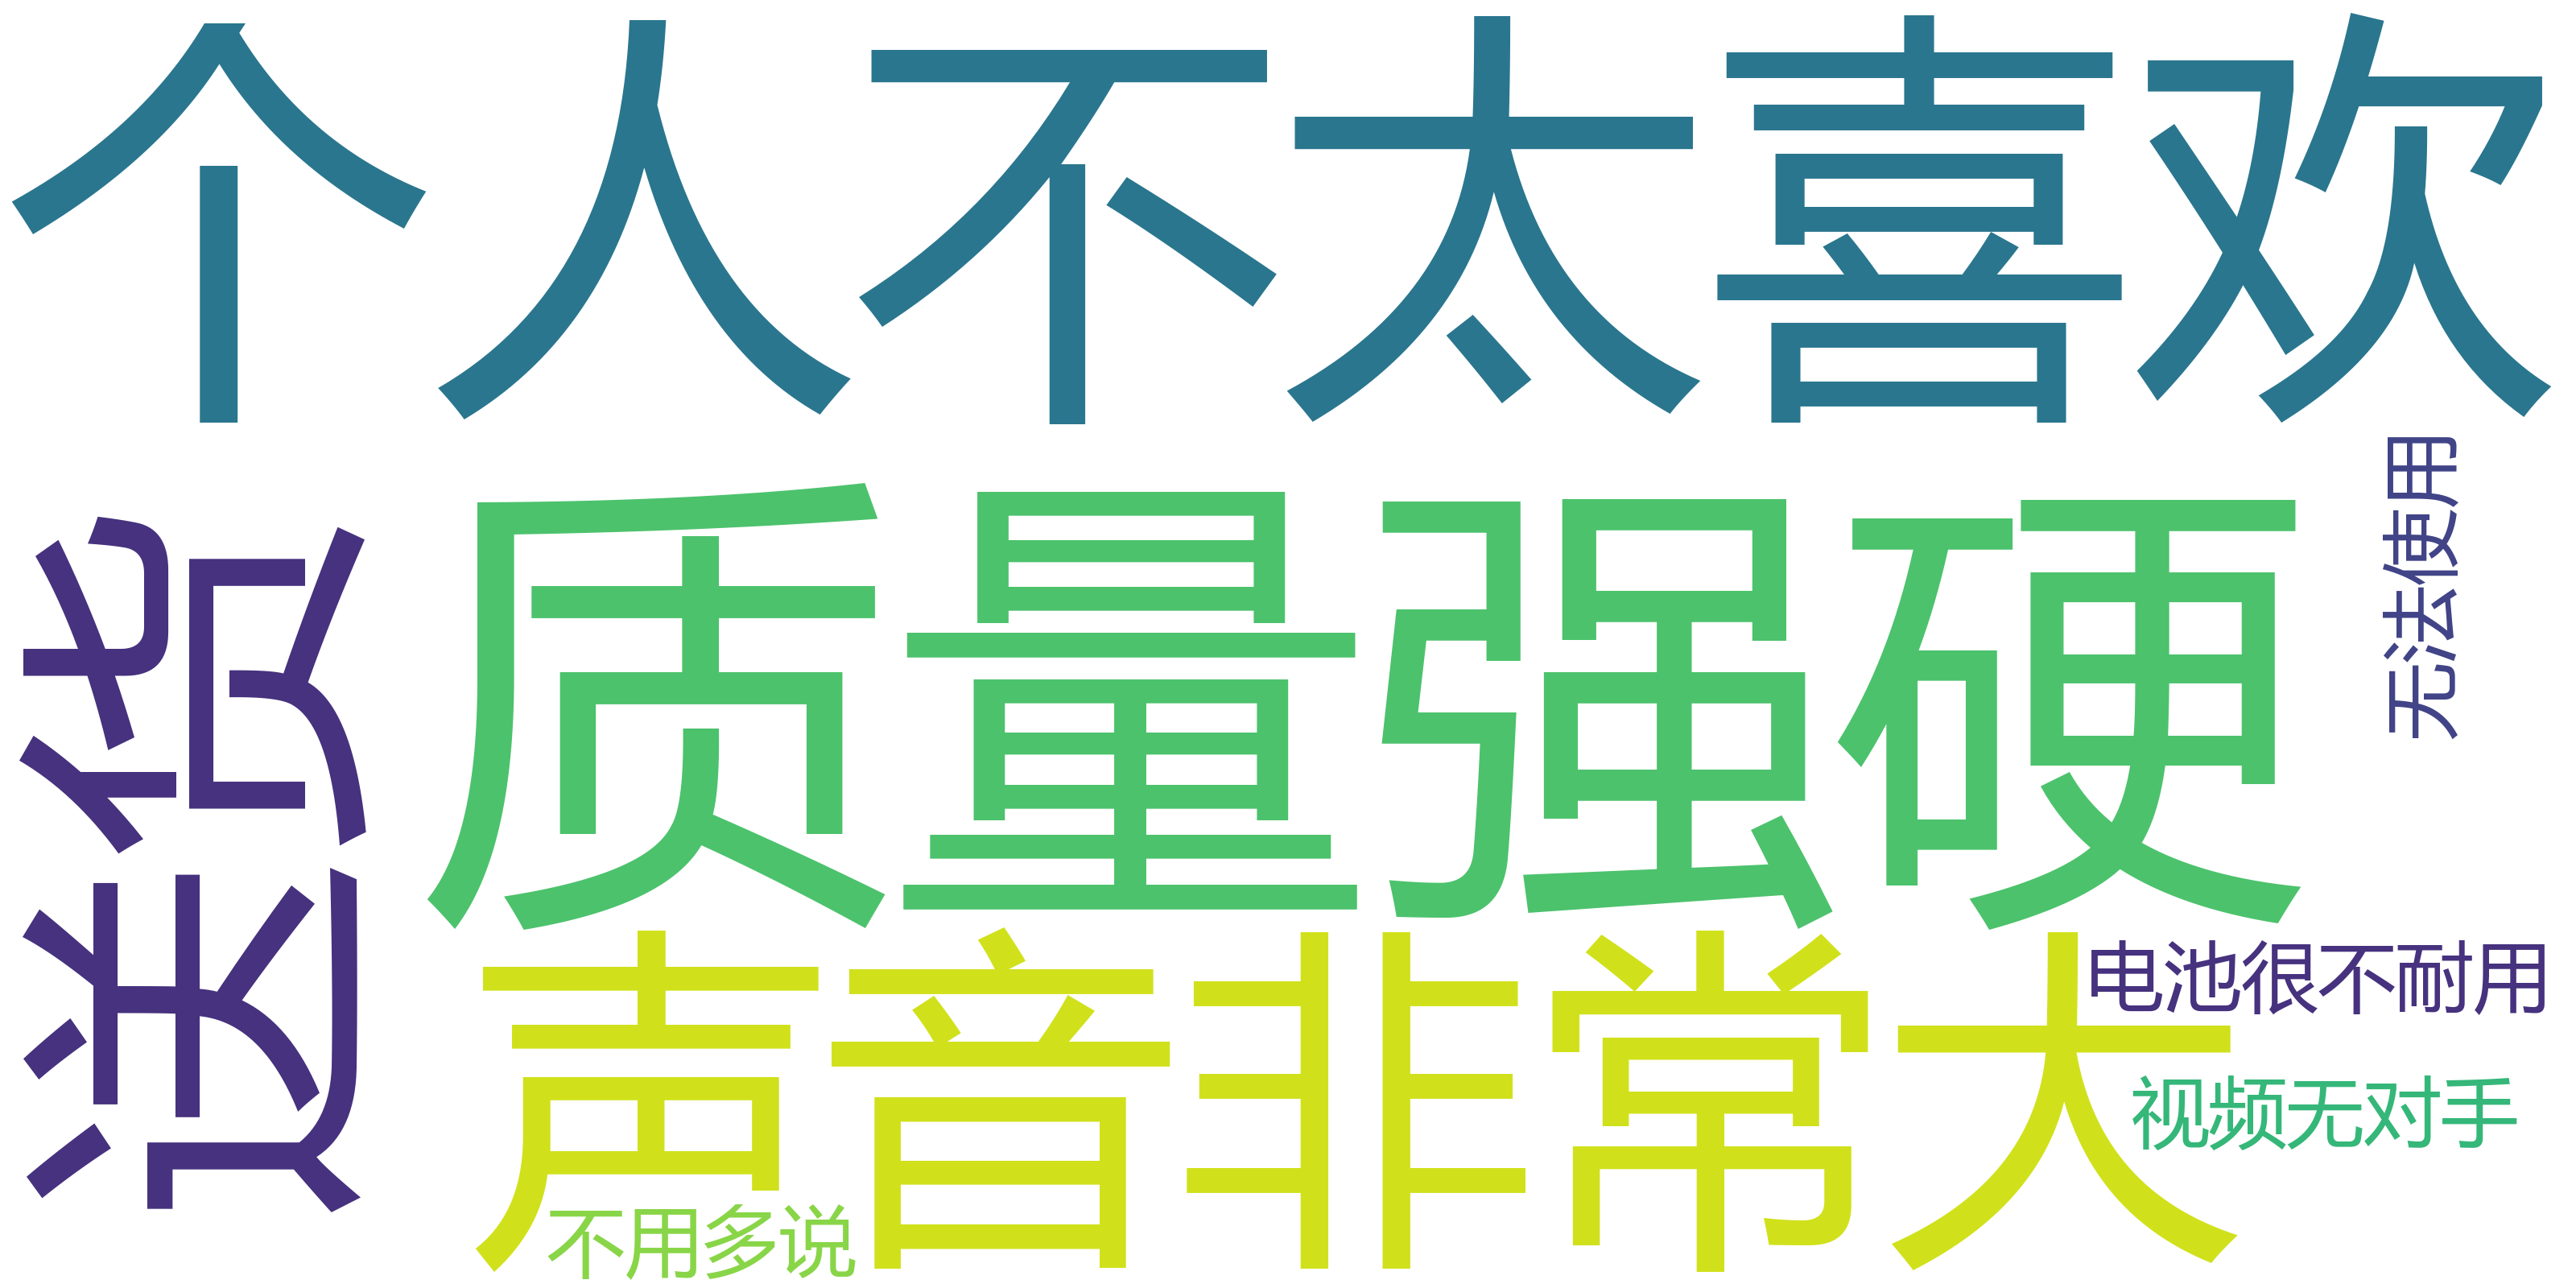 个人不太喜欢
质量强硬
送货
无法使用
声音非常大
电池很不耐用
视频无对手
不用多说